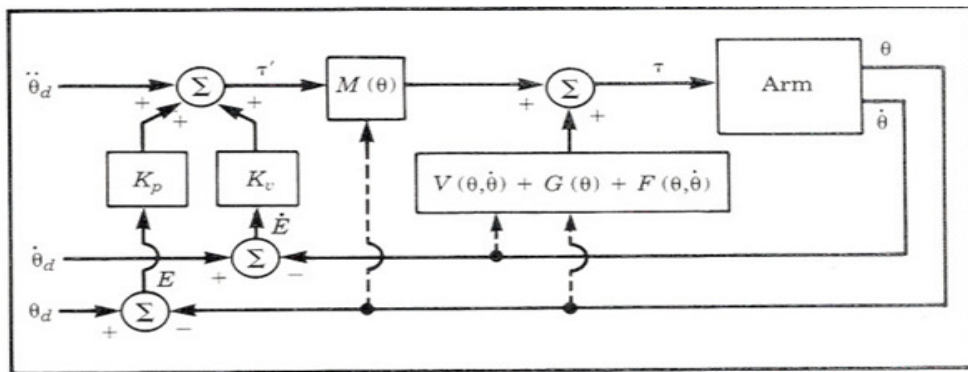 θ
θ̈d + Σ τ′ M(θ) + Σ τ Arm
+ + + θ̇
Kp Kv V(θ,θ̇) + G(θ) + F(θ,θ̇)
Ė
θ̇d + Σ −
E
θd + Σ −